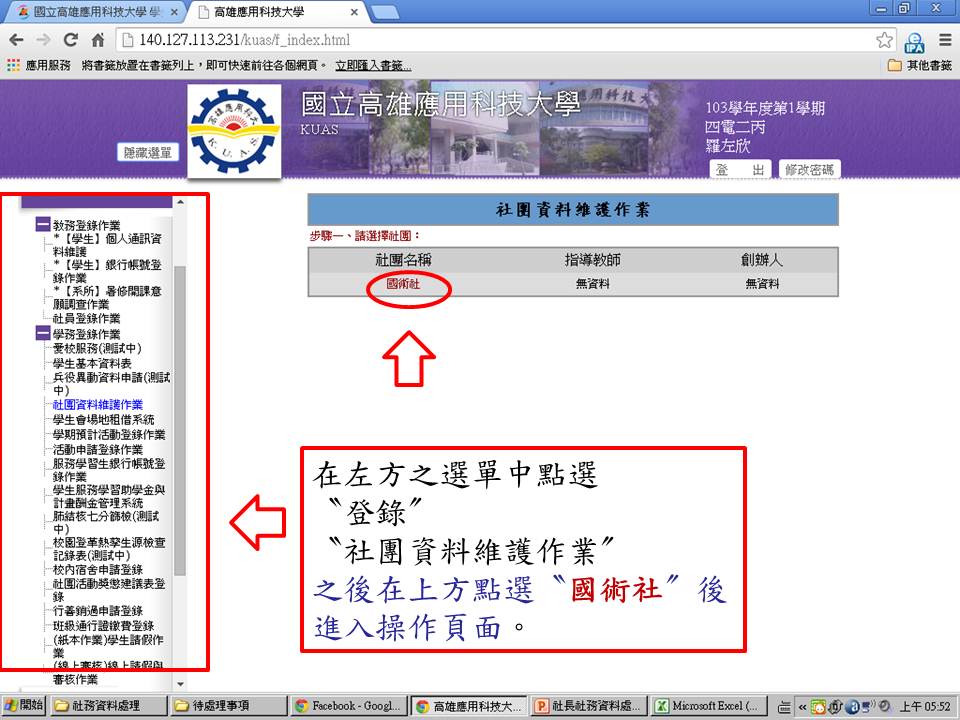 國立高雄應用科技大學 學
高雄應用科技大學
140.127.113.231/kuas/f_index.html
應用服務 將書籤放置在書籤列上，即可快速前往各個網頁。 立即匯入書籤...
其他書籤
國立高雄應用科技大學
KUAS
103學年度第1學期
四電二丙
羅左欣
隱藏選單
登 出 修改密碼
教務登錄作業
*【學生】個人通訊資
料維護
*【學生】銀行帳號登
錄作業
*【系所】暑修開課意
願調查作業
社員登錄作業
學務登錄作業
愛校服務(測試中)
學生基本資料表
兵役異動資料申請(測試
中)
社團資料維護作業
學生會場地租借系統
學期預計活動登錄作業
活動申請登錄作業
服務學習生銀行帳號登
錄作業
學生服務學習助學金與
計畫酬金管理系統
肺結核七分篩檢(測試
中)
校園登革熱孳生源檢查
記錄表(測試中)
校內宿舍申請登錄
社團活動獎懲建議表登
錄
行善銷過申請登錄
班級通行證繳費登錄
(紙本作業)學生請假作
業
(線上審核)線上請假與
審核作業
社團資料維護作業
步驟一、請選擇社團：
社團名稱 指導教師 創辦人
國術社 無資料 無資料
在左方之選單中點選
〝登錄〞
〝社團資料維護作業〞
之後在上方點選〝國術社〞後
進入操作頁面。
開始 社務資料處理 待處理事項 Facebook - Googl... 高雄應用科技大... 社長社務資料處... Microsoft Excel (... 上午 05:52